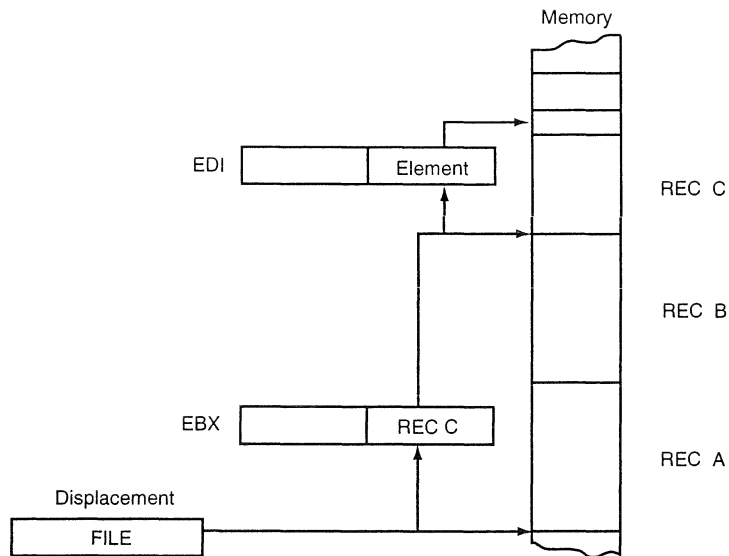 Memory
EDI
Element
REC C
REC B
EBX
REC C
REC A
Displacement
FILE